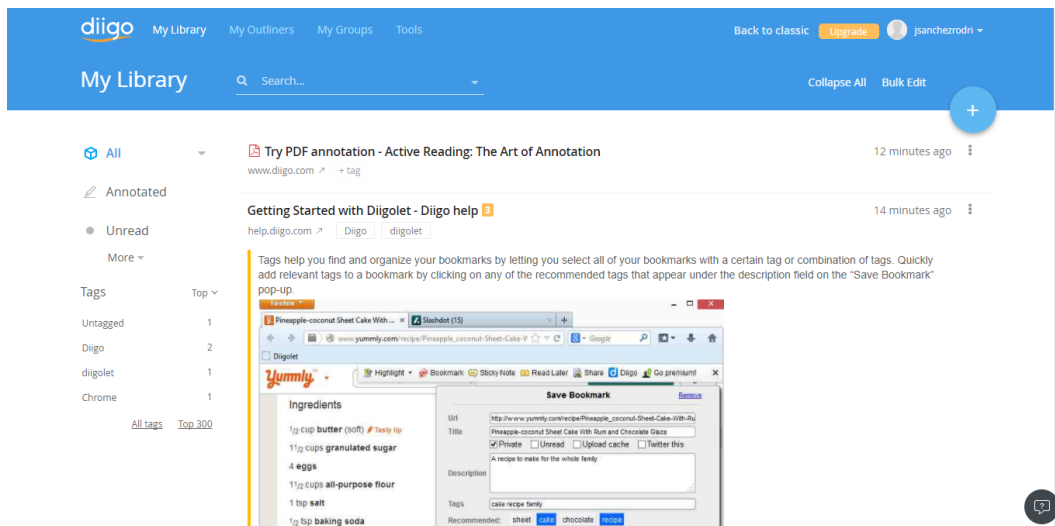 diigo My Library My Outliners My Groups Tools Back to classic Upgrade jsanchezrodri
My Library Search... Collapse All Bulk Edit
+
All
Annotated
Unread
More
Tags Top
Untagged 1
Diigo 2
diigolet 1
Chrome 1
All tags Top 300
Try PDF annotation - Active Reading: The Art of Annotation 12 minutes ago
www.diigo.com + tag
Getting Started with Diigolet - Diigo help 3 14 minutes ago
help.diigo.com Diigo diigolet
Tags help you find and organize your bookmarks by letting you select all of your bookmarks with a certain tag or combination of tags. Quickly
add relevant tags to a bookmark by clicking on any of the recommended tags that appear under the description field on the “Save Bookmark”
pop-up.
Firefox
Pineapple-coconut Sheet Cake With ... × Slashdot (15) × +
www.yummly.com/recipe/Pineapple_coconut-Sheet-Cake-W Google
Diigolet
Yummly Highlight Bookmark Sticky Note Read Later Share Diigo Go premium! X
Save Bookmark Remove
Url http://www.yummly.com/recipe/Pineapple_coconut-Sheet-Cake-With-Ru
Title Pineapple-coconut Sheet Cake With Rum and Chocolate Glaze
Private Unread Upload cache Twitter this
Description A recipe to make for the whole family.
Tags cake recipe family
Recommended: sheet cake chocolate recipe
Ingredients
1/2 cup butter (soft) Tasty tip
1 1/2 cups granulated sugar
4 eggs
1 1/2 cups all-purpose flour
1 tsp salt
1/2 tsp baking soda